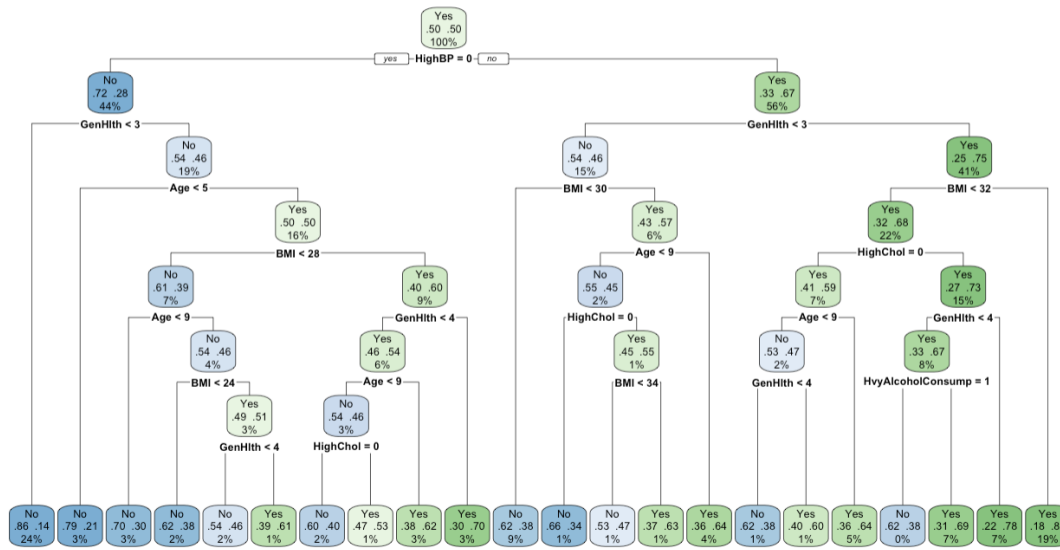 Yes
.50 .50
100%
yes HighBP = 0 no
No
.72 .28
44%
Yes
.33 .67
56%
GenHlth < 3
GenHlth < 3
No
.54 .46
19%
No
.54 .46
15%
Yes
.25 .75
41%
Age < 5
BMI < 30
BMI < 32
Yes
.50 .50
16%
Yes
.43 .57
6%
Yes
.32 .68
22%
BMI < 28
Age < 9
HighChol = 0
No
.61 .39
7%
Yes
.40 .60
9%
No
.55 .45
2%
Yes
.41 .59
7%
Yes
.27 .73
15%
Age < 9
GenHlth < 4
HighChol = 0
Age < 9
GenHlth < 4
No
.54 .46
4%
Yes
.46 .54
6%
Yes
.45 .55
1%
No
.53 .47
2%
Yes
.33 .67
8%
BMI < 24
Age < 9
BMI < 34
GenHlth < 4
HvyAlcoholConsump = 1
Yes
.49 .51
3%
No
.54 .46
3%
GenHlth < 4
HighChol = 0
No
.86 .14
24%
No
.79 .21
3%
No
.70 .30
3%
No
.62 .38
2%
No
.54 .46
2%
Yes
.39 .61
1%
No
.60 .40
2%
Yes
.47 .53
1%
Yes
.38 .62
3%
Yes
.30 .70
3%
No
.62 .38
9%
No
.66 .34
1%
No
.53 .47
1%
Yes
.37 .63
1%
Yes
.36 .64
4%
No
.62 .38
1%
Yes
.40 .60
1%
Yes
.36 .64
5%
No
.62 .38
0%
Yes
.31 .69
7%
Yes
.22 .78
7%
Yes
.18 .8
19%